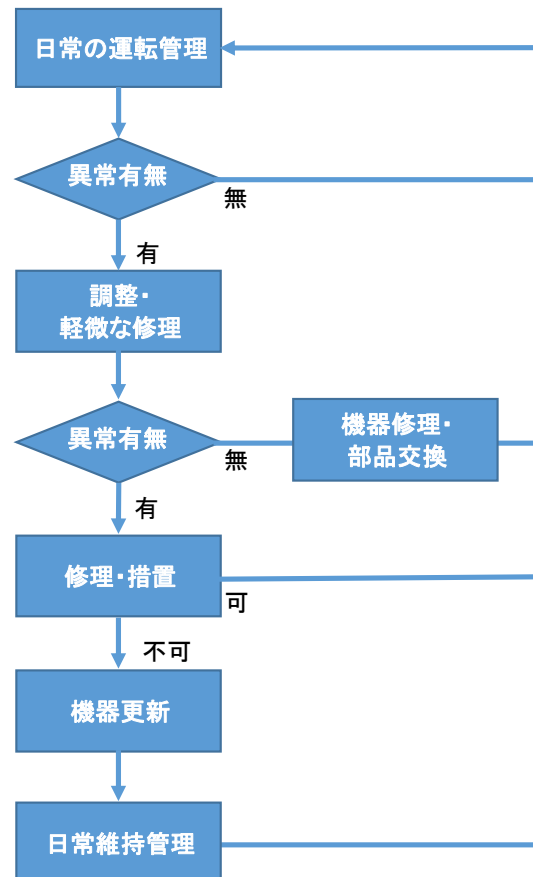 日常の運転管理
異常有無
無
有
調整・
軽微な修理
異常有無
無
機器修理・
部品交換
有
修理・措置
可
不可
機器更新
日常維持管理